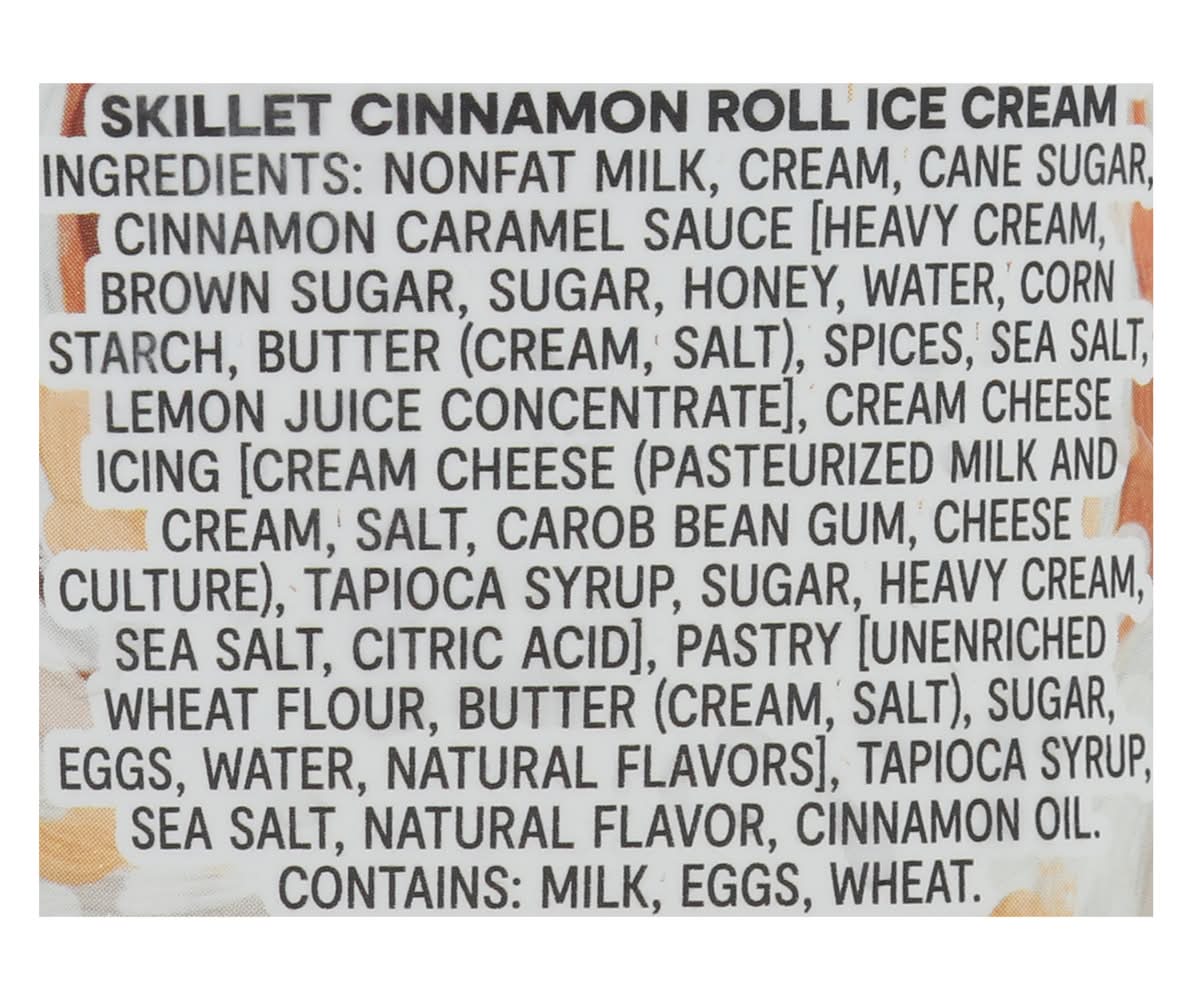 SKILLET CINNAMON ROLL ICE CREAM
INGREDIENTS: NONFAT MILK, CREAM, CANE SUGAR,
CINNAMON CARAMEL SAUCE [HEAVY CREAM,
BROWN SUGAR, SUGAR, HONEY, WATER, CORN
STARCH, BUTTER (CREAM, SALT), SPICES, SEA SALT,
LEMON JUICE CONCENTRATE], CREAM CHEESE
ICING [CREAM CHEESE (PASTEURIZED MILK AND
CREAM, SALT, CAROB BEAN GUM, CHEESE
CULTURE), TAPIOCA SYRUP, SUGAR, HEAVY CREAM,
SEA SALT, CITRIC ACID], PASTRY [UNENRICHED
WHEAT FLOUR, BUTTER (CREAM, SALT), SUGAR,
EGGS, WATER, NATURAL FLAVORS], TAPIOCA SYRUP,
SEA SALT, NATURAL FLAVOR, CINNAMON OIL.
CONTAINS: MILK, EGGS, WHEAT.